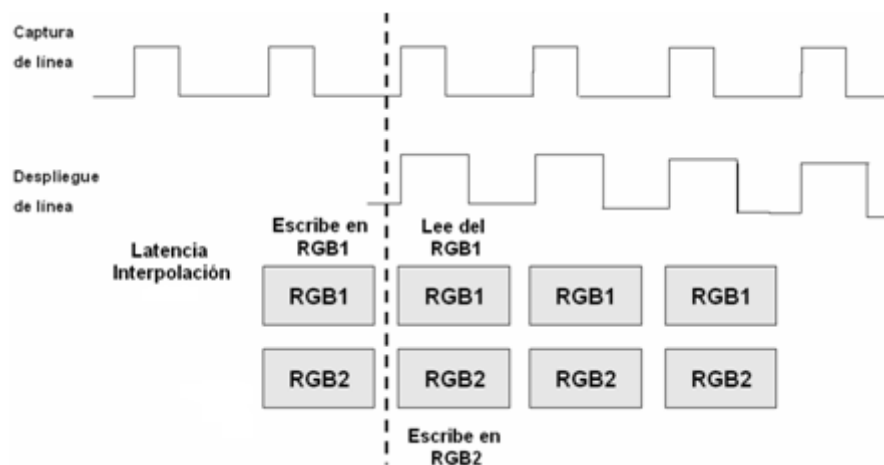 Captura
de línea
Despliegue
de línea
Escribe en
RGB1
Lee del
RGB1
Latencia
Interpolación
RGB1
RGB1
RGB1
RGB1
RGB2
RGB2
RGB2
RGB2
Escribe en
RGB2